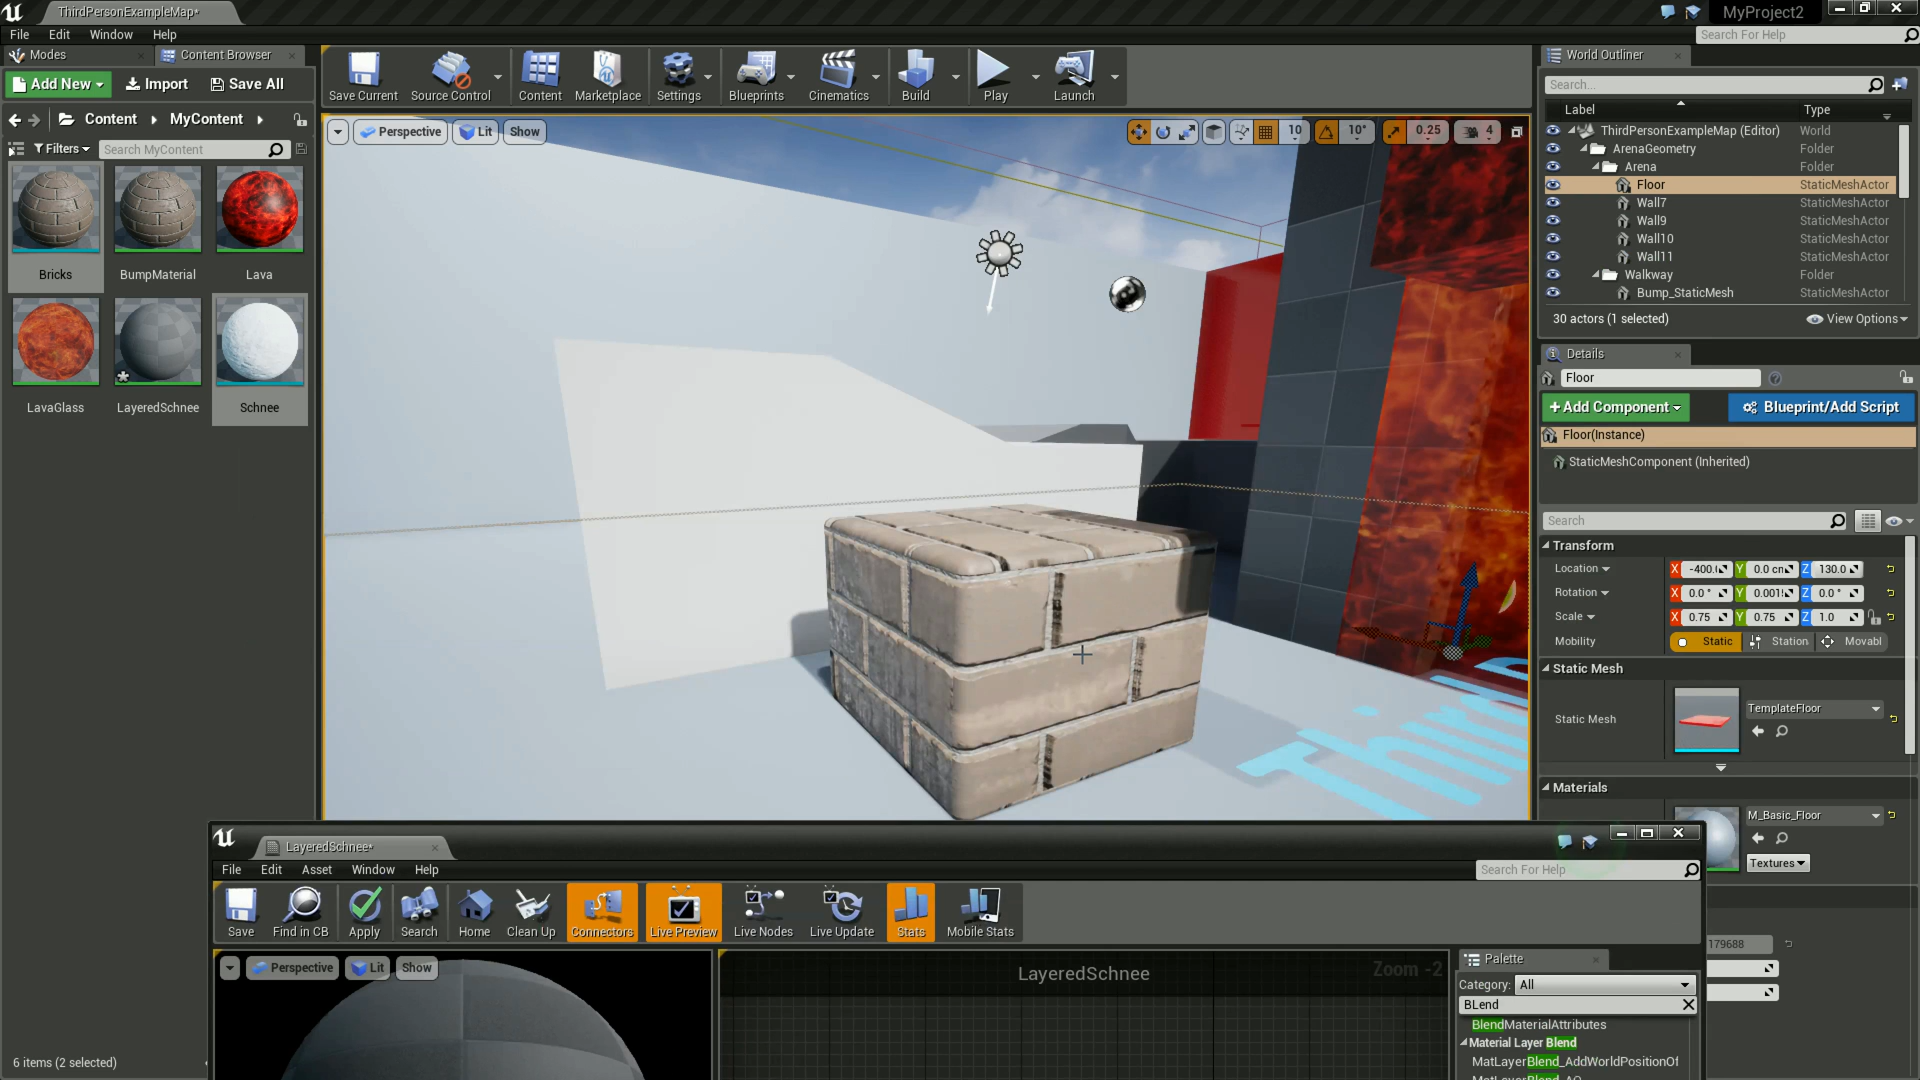 ThirdPersonExampleMap*
MyProject2
File Edit Window Help
Search For Help
Modes
Content Browser
World Outliner
Add New
Import
Save All
Save Current
Source Control
Content
Marketplace
Settings
Blueprints
Cinematics
Build
Play
Launch
Search...
Label
Type
Content
MyContent
Filters
Search MyContent
Perspective
Lit
Show
10
10°
0.25
4
ThirdPersonExampleMap (Editor) World
ArenaGeometry Folder
Arena Folder
Floor StaticMeshActor
Wall7 StaticMeshActor
Wall9 StaticMeshActor
Wall10 StaticMeshActor
Wall11 StaticMeshActor
Walkway Folder
Bump_StaticMesh StaticMeshActor
30 actors (1 selected)
View Options
Bricks
BumpMaterial
Lava
LavaGlass
LayeredSchnee
Schnee
Details
Floor
Add Component
Blueprint/Add Script
Floor(Instance)
StaticMeshComponent (Inherited)
Search
Transform
Location X -400.( Y 0.0 cm Z 130.0
Rotation X 0.0 ° Y 0.001! Z 0.0 °
Scale X 0.75 Y 0.75 Z 1.0
Mobility Static Station Movabl
Static Mesh
Static Mesh
TemplateFloor
Materials
M_Basic_Floor
Textures
179688
Third
LayeredSchnee*
File Edit Asset Window Help
Search For Help
Save
Find in CB
Apply
Search
Home
Clean Up
Connectors
Live Preview
Live Nodes
Live Update
Stats
Mobile Stats
Perspective
Lit
Show
LayeredSchnee
Zoom -2
Palette
Category: All
BLend
BlendMaterialAttributes
Material Layer Blend
MatLayerBlend_AddWorldPositionOf
MatLayerBlend_AO
6 items (2 selected)